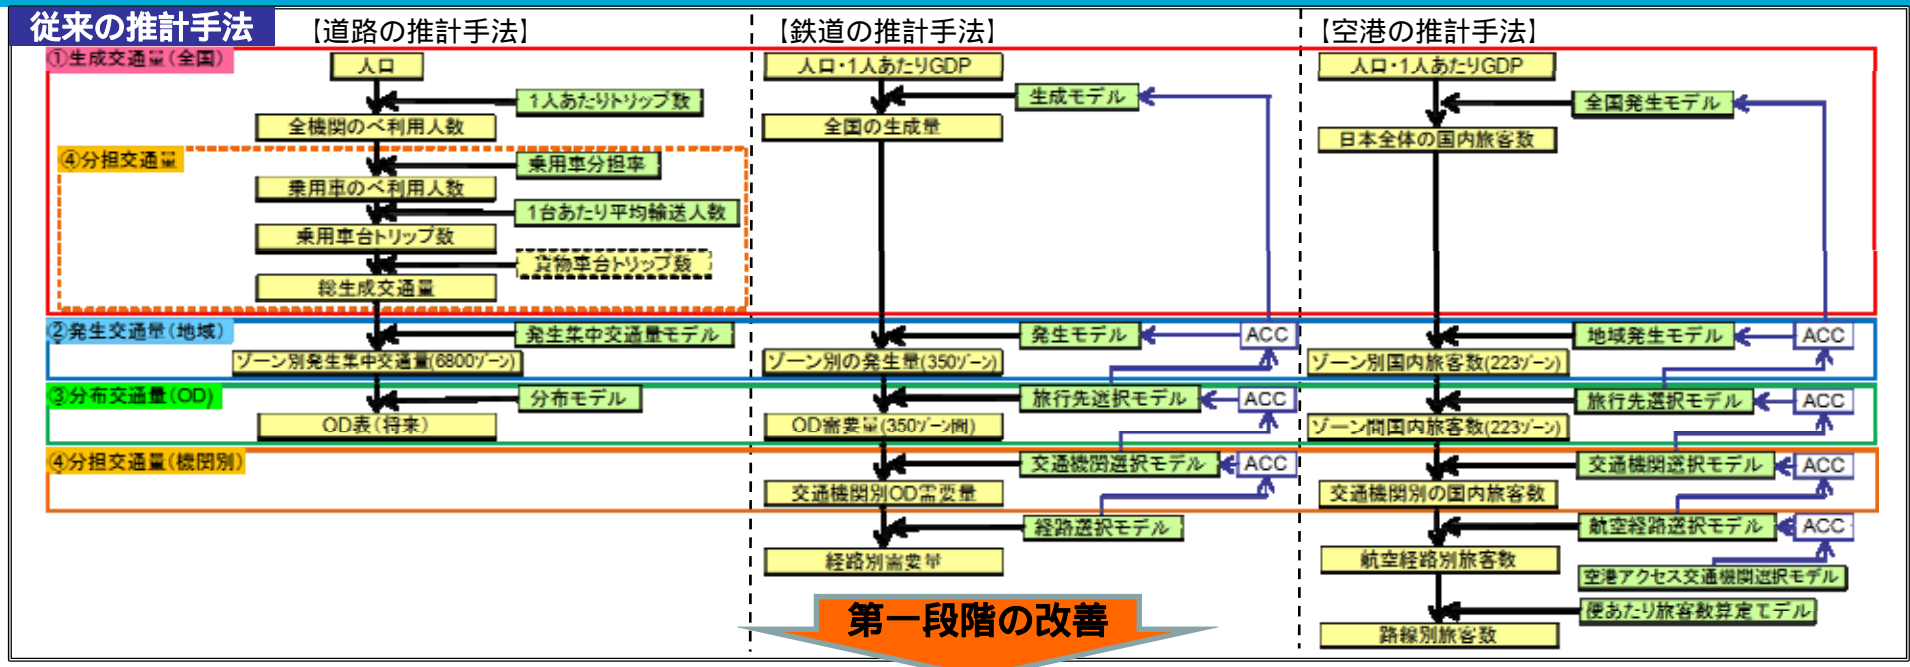 従来の推計手法
【道路の推計手法】
①生成交通量(全国)
人口
1人あたりトリップ数
全機関のべ利用人数
④分担交通量
乗用車分担率
乗用車のべ利用人数
1台あたり平均輸送人数
乗用車台トリップ数
貨物車台トリップ数
総生成交通量
②発生交通量(地域)
発生集中交通量モデル
ゾーン別発生集中交通量(6800ゾーン)
③分布交通量(OD)
分布モデル
OD表(将来)
④分担交通量(機関別)
【鉄道の推計手法】
人口・1人あたりGDP
生成モデル
全国の生成量
発生モデル
ACC
ゾーン別の発生量(350ゾーン)
旅行先選択モデル
ACC
OD需要量(350ゾーン間)
交通機関選択モデル
ACC
交通機関別OD需要量
経路選択モデル
経路別需要量
【空港の推計手法】
人口・1人あたりGDP
全国発生モデル
日本全体の国内旅客数
地域発生モデル
ACC
ゾーン別国内旅客数(223ゾーン)
旅行先選択モデル
ACC
ゾーン間国内旅客数(223ゾーン)
交通機関選択モデル
ACC
交通機関別の国内旅客数
航空経路選択モデル
ACC
航空経路別旅客数
空港アクセス交通機関選択モデル
便あたり旅客数算定モデル
路線別旅客数
第一段階の改善